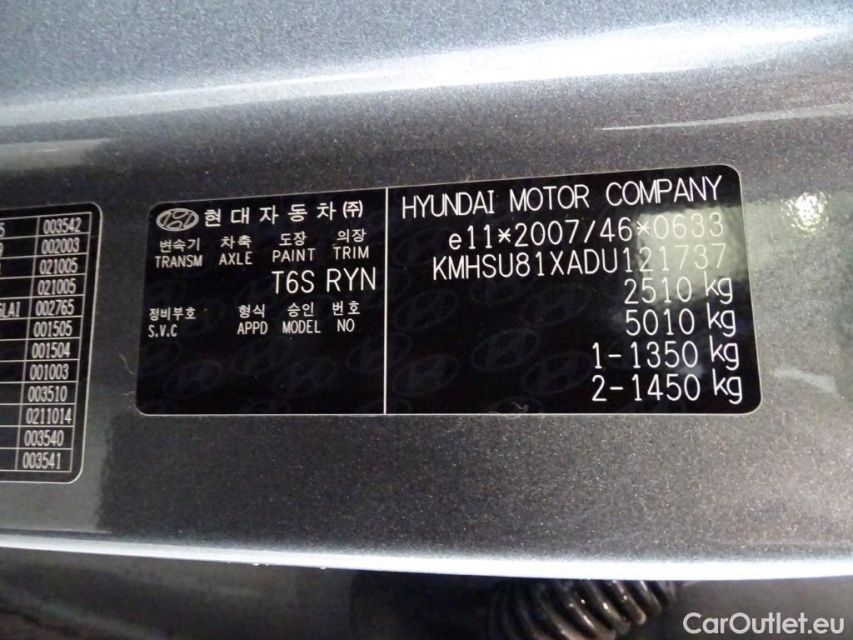 5 003542
002003
021005
021005
6LA1 002765
001505
001504
001003
003510
0211014
003540
003541
현대자동차㈜
변속기 차축 도장 의장
TRANSM AXLE PAINT TRIM
T6S RYN
정비부호 형식 승인 번호
S.V.C APPD MODEL NO
HYUNDAI MOTOR COMPANY
e11*2007/46*0633
KMHSU81XADU121737
2510 kg
5010 kg
1-1350 kg
2-1450 kg
CarOutlet.eu